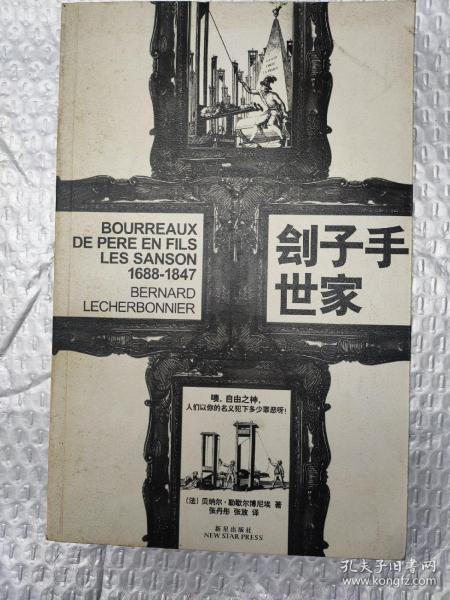 BOURREAUX
DE PERE EN FILS
LES SANSON
1688-1847
BERNARD
LECHERBONNIER
刽子手
世家
噢，自由之神，
人们以你的名义犯下多少罪恶呀！
（法）贝纳尔·勒歇尔博尼埃 著
张丹彤 张放 译
新星出版社
NEW STAR PRESS
孔夫子旧书网
www.kongfz.com